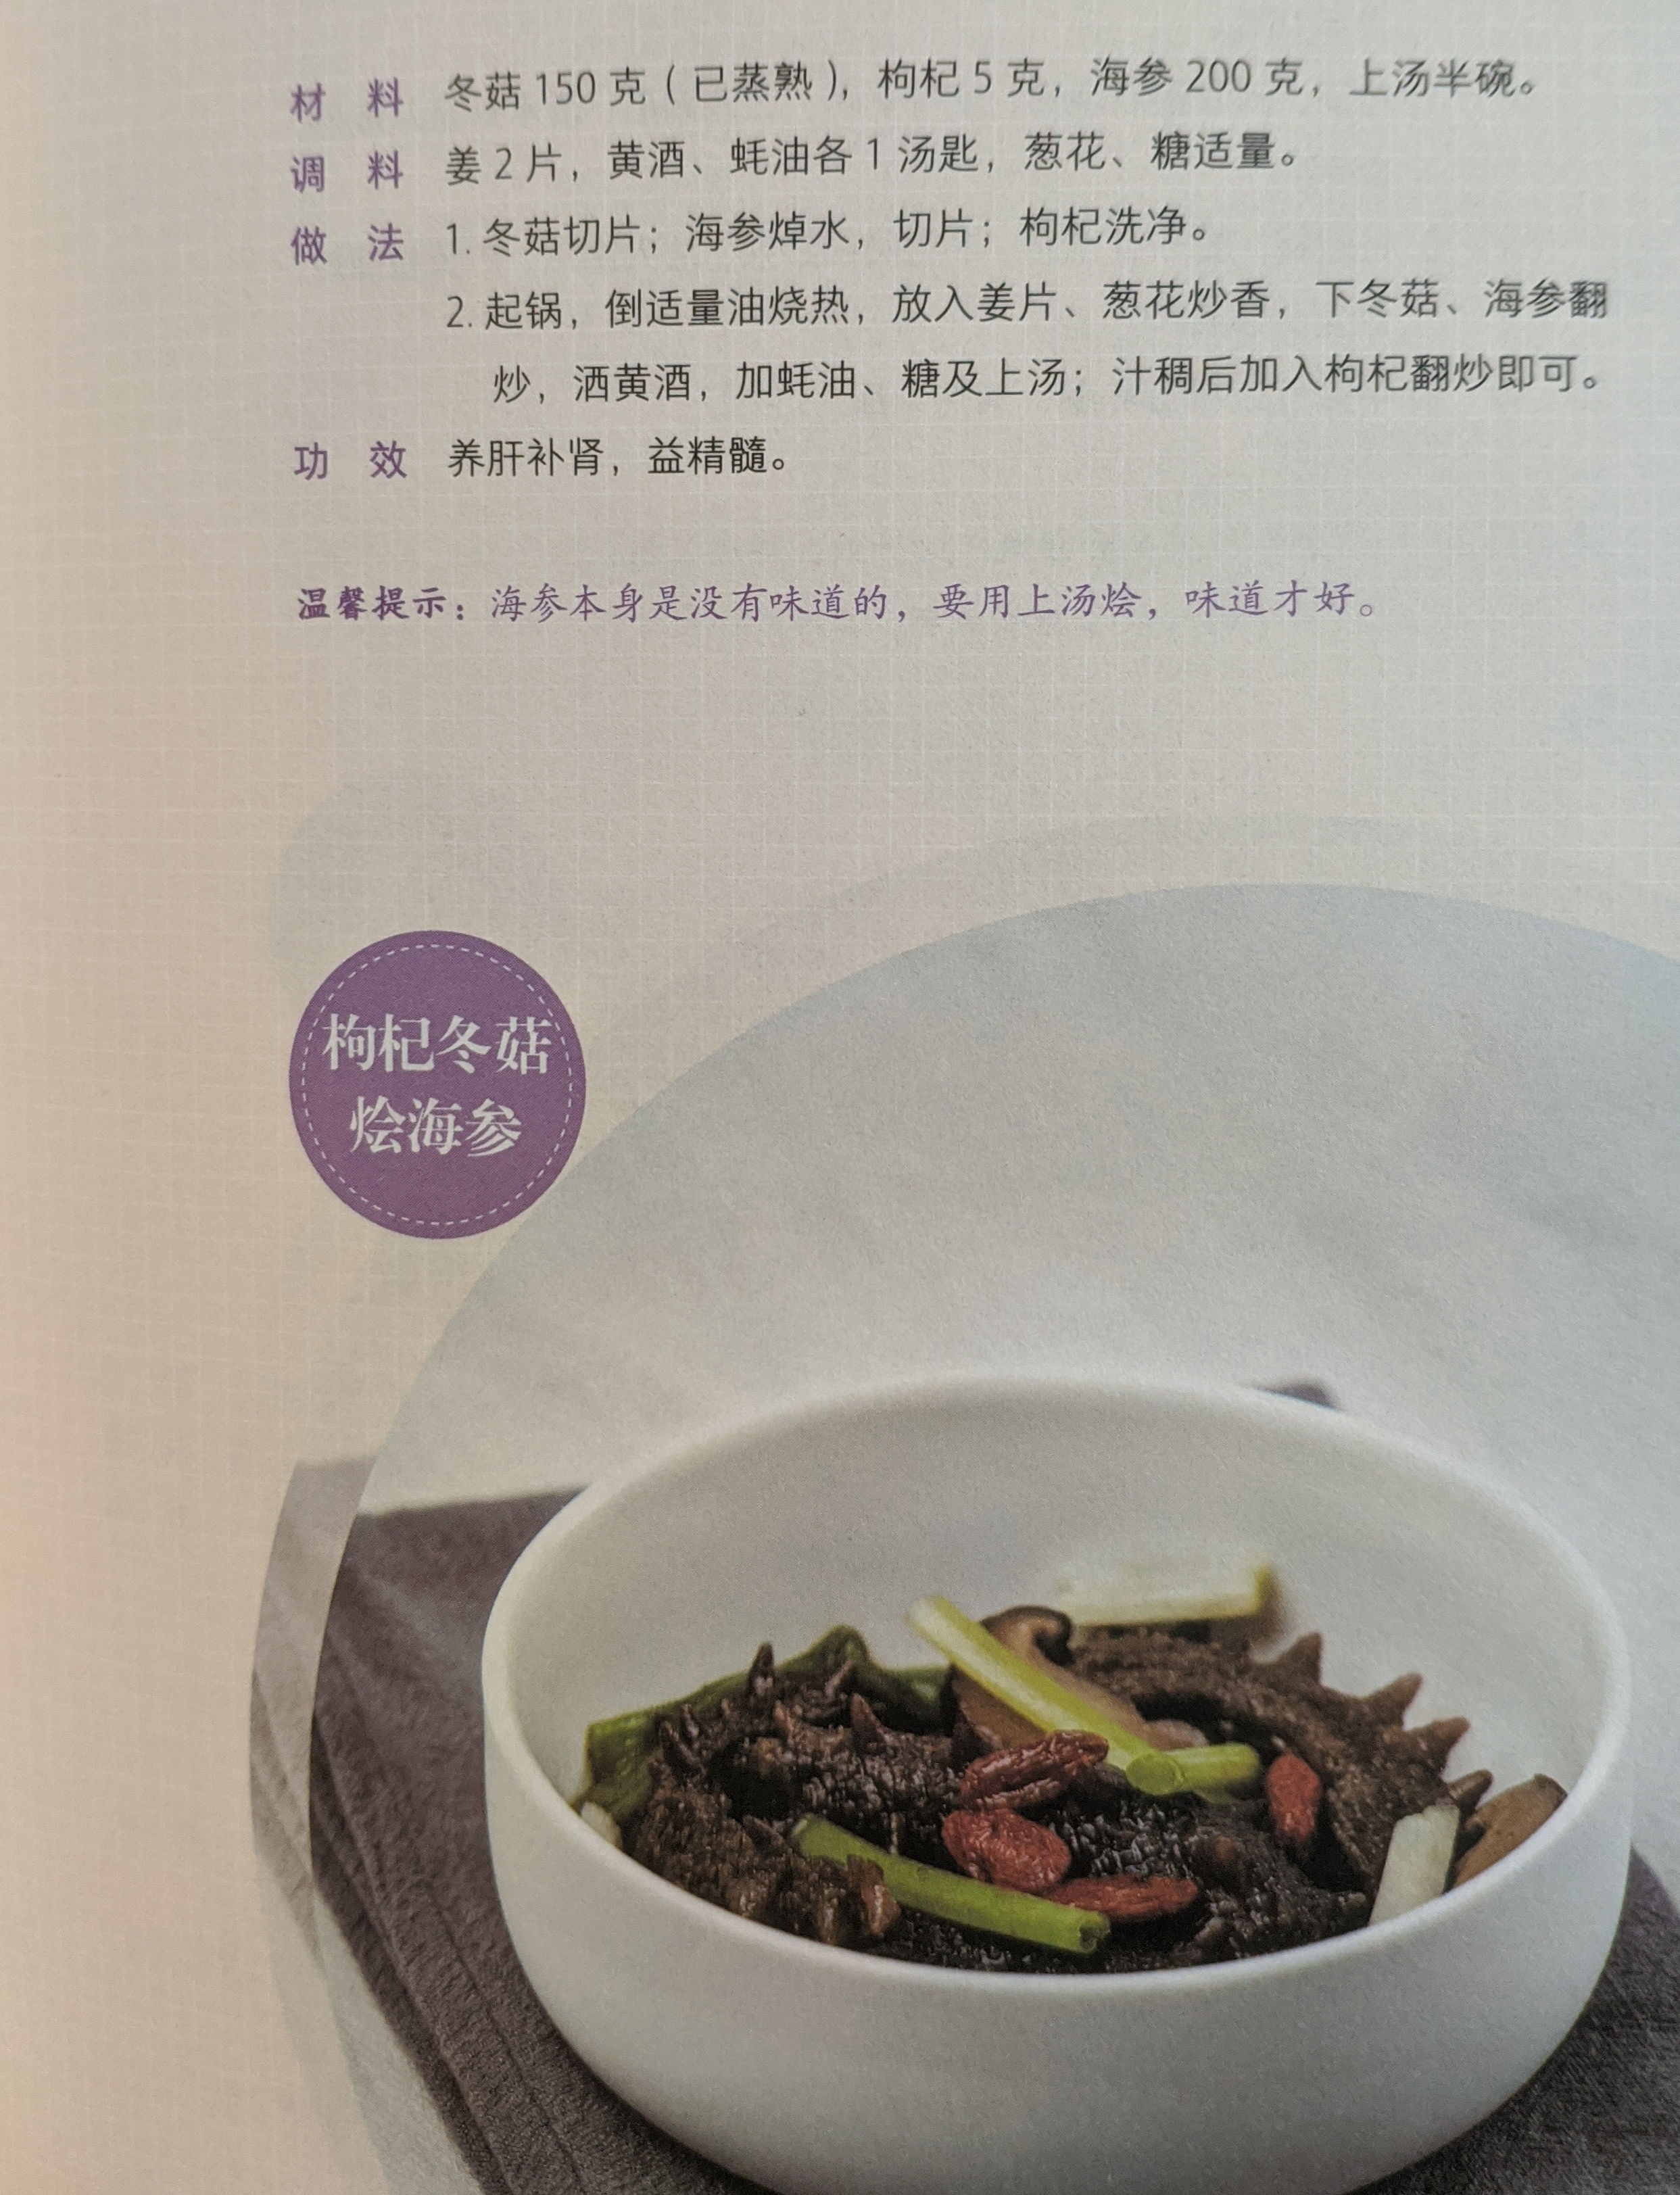 材 料 冬菇 150 克（已蒸熟），枸杞 5 克，海参 200 克，上汤半碗。
调 料 姜 2 片，黄酒、蚝油各 1 汤匙，葱花、糖适量。
做 法 1. 冬菇切片；海参焯水，切片；枸杞洗净。
2. 起锅，倒适量油烧热，放入姜片、葱花炒香，下冬菇、海参翻
炒，洒黄酒，加蚝油、糖及上汤；汁稠后加入枸杞翻炒即可。
功 效 养肝补肾，益精髓。
温馨提示：海参本身是没有味道的，要用上汤烩，味道才好。
枸杞冬菇
烩海参